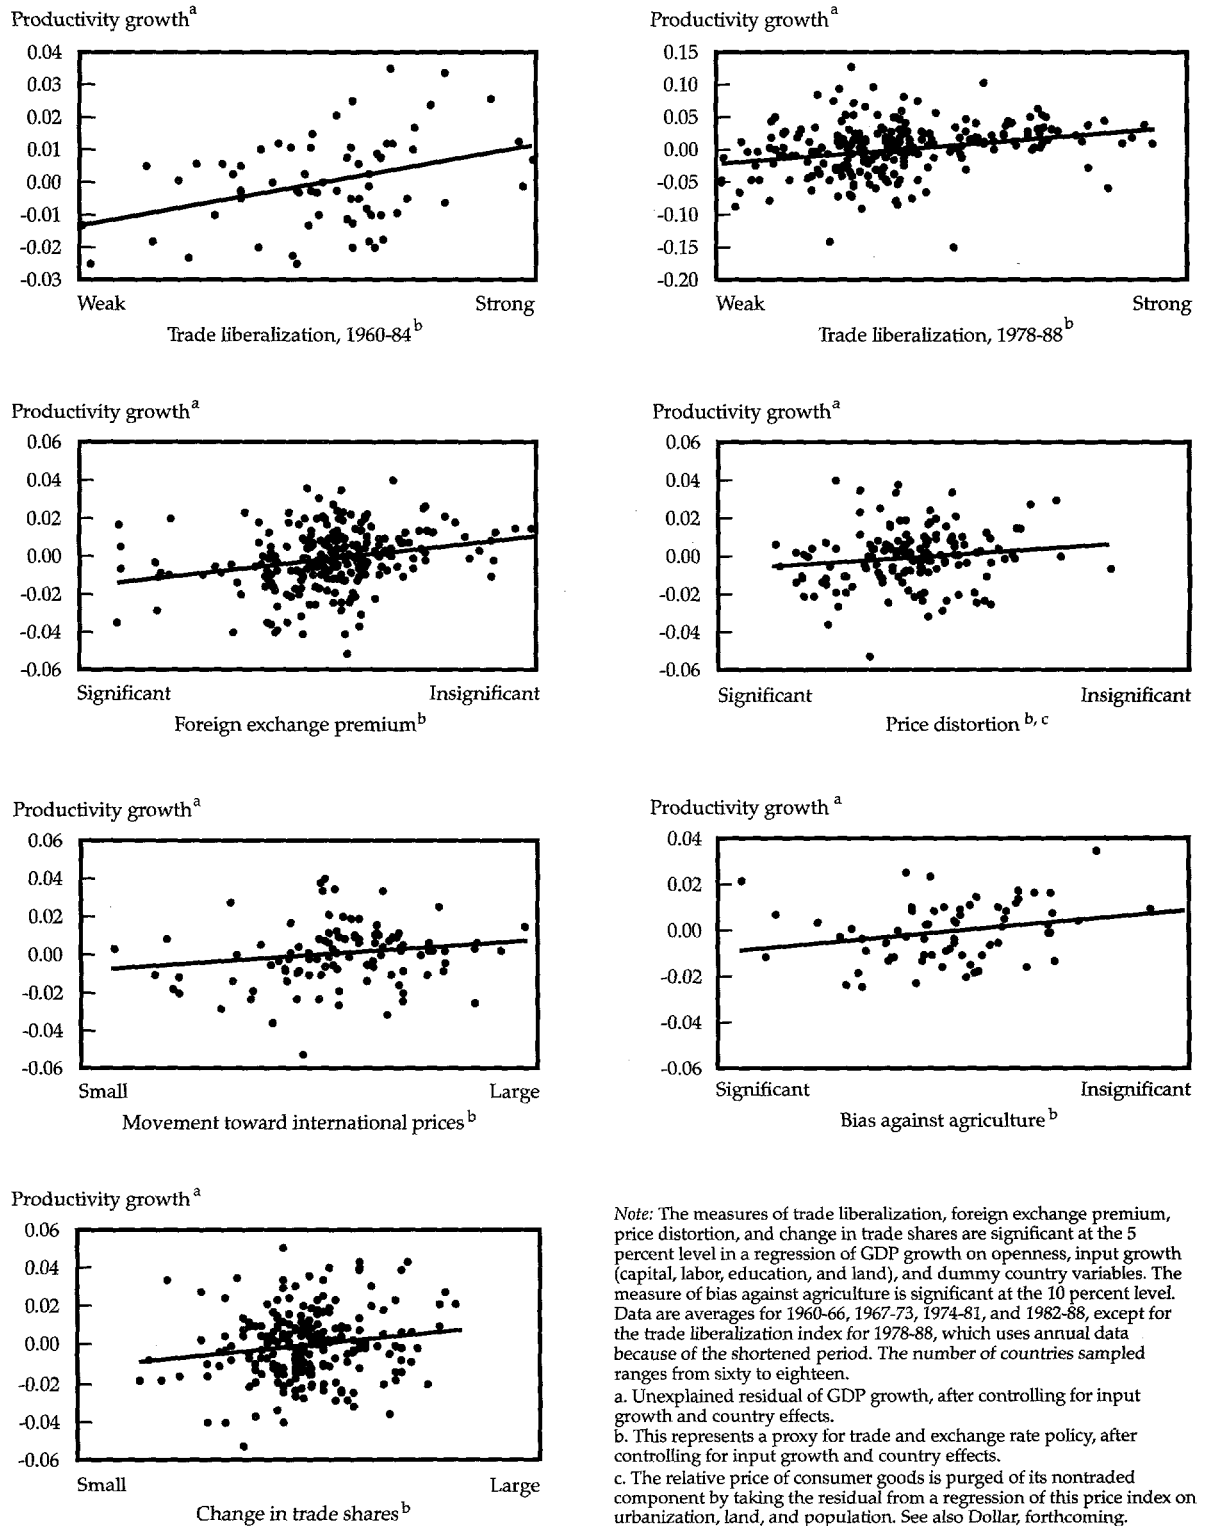 Productivity growth a
0.04
0.03
0.02
0.01
0.00
-0.01
-0.02
-0.03
Weak Strong
Trade liberalization, 1960-84 b
Productivity growth a
0.15
0.10
0.05
0.00
-0.05
-0.10
-0.15
-0.20
Weak Strong
Trade liberalization, 1978-88 b
Productivity growth a
0.06
0.04
0.02
0.00
-0.02
-0.04
-0.06
Significant Insignificant
Foreign exchange premium b
Productivity growth a
0.06
0.04
0.02
0.00
-0.02
-0.04
-0.06
Significant Insignificant
Price distortion b, c
Productivity growth a
0.06
0.04
0.02
0.00
-0.02
-0.04
-0.06
Small Large
Movement toward international prices b
Productivity growth a
0.04
0.02
0.00
-0.02
-0.04
-0.06
Significant Insignificant
Bias against agriculture b
Productivity growth a
0.06
0.04
0.02
0.00
-0.02
-0.04
-0.06
Small Large
Change in trade shares b
Note: The measures of trade liberalization, foreign exchange premium,
price distortion, and change in trade shares are significant at the 5
percent level in a regression of GDP growth on openness, input growth
(capital, labor, education, and land), and dummy country variables. The
measure of bias against agriculture is significant at the 10 percent level.
Data are averages for 1960-66, 1967-73, 1974-81, and 1982-88, except for
the trade liberalization index for 1978-88, which uses annual data
because of the shortened period. The number of countries sampled
ranges from sixty to eighteen.
a. Unexplained residual of GDP growth, after controlling for input
growth and country effects.
b. This represents a proxy for trade and exchange rate policy, after
controlling for input growth and country effects.
c. The relative price of consumer goods is purged of its nontraded
component by taking the residual from a regression of this price index on
urbanization, land, and population. See also Dollar, forthcoming.